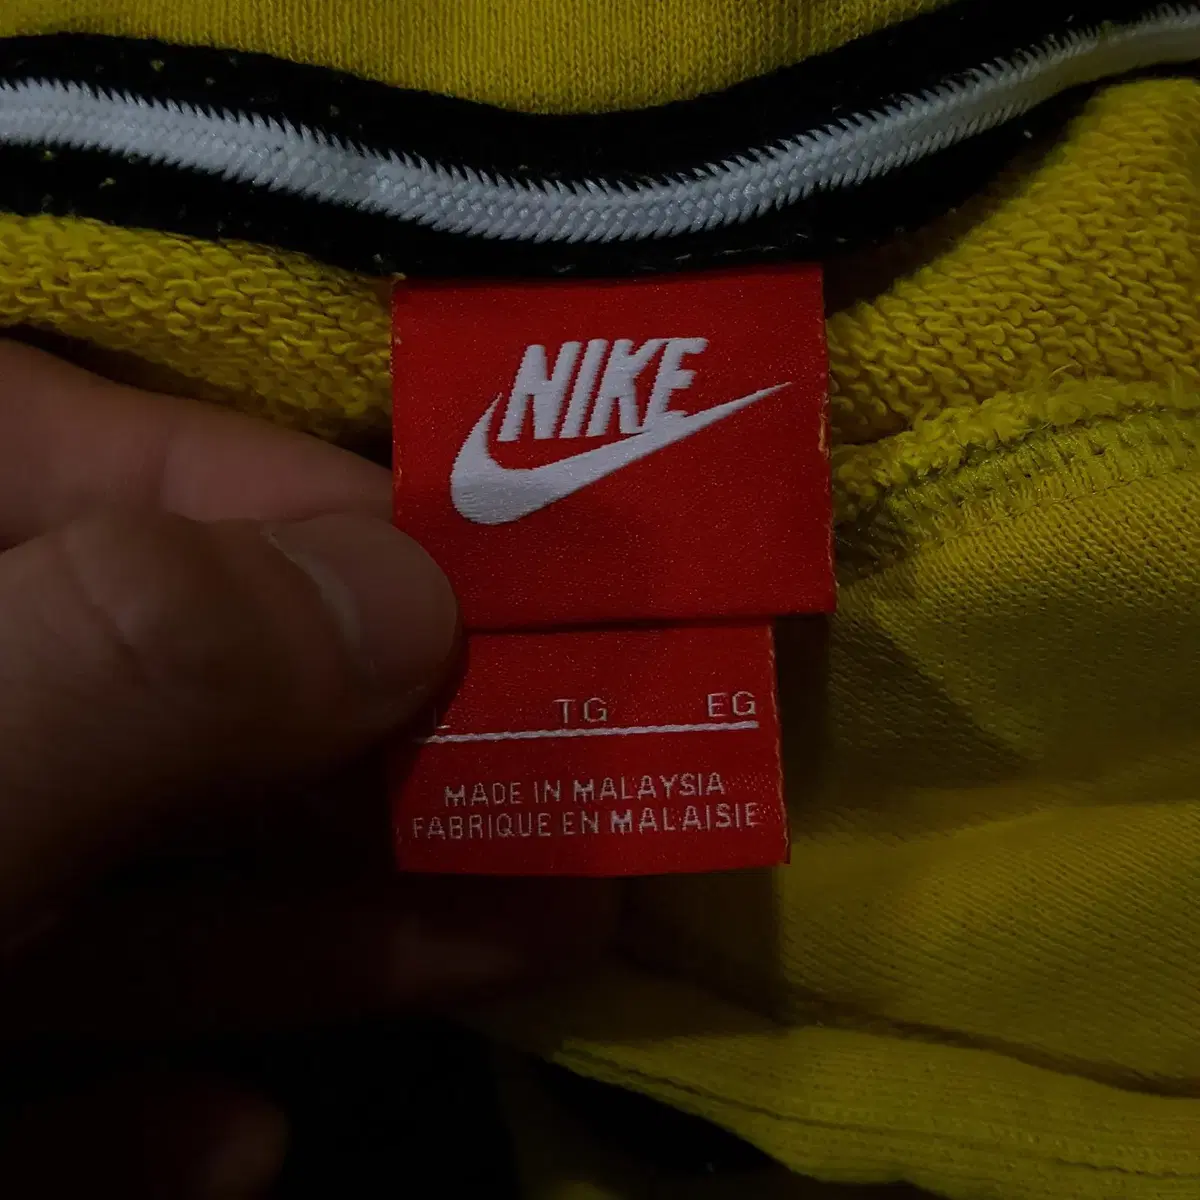 NIKE
TG EG
MADE IN MALAYSIA
FABRIQUE EN MALAISIE